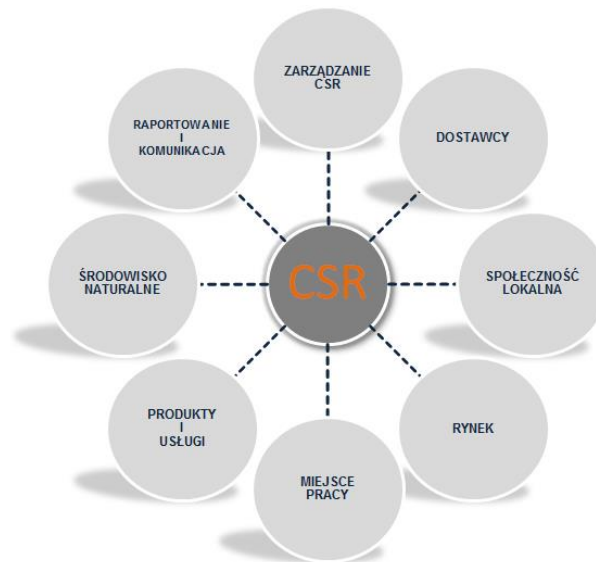 ZARZĄDZANIE
CSR
RAPORTOWANIE
I
KOMUNIKACJA
DOSTAWCY
ŚRODOWISKO
NATURALNE
CSR
SPOŁECZNOŚĆ
LOKALNA
PRODUKTY
I
USŁUGI
RYNEK
MIEJSCE
PRACY